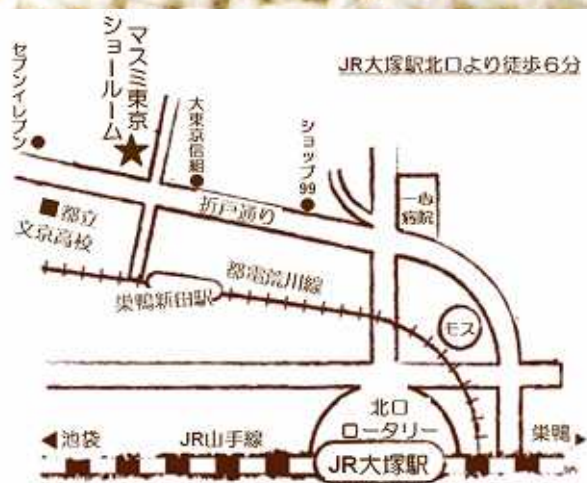 JR大塚駅北口より徒歩6分
マスミ東京
ショールーム
セブンイレブン
大東京信組
ショップ99
一心
病院
折戸通り
都立
文京高校
都電荒川線
巣鴨新田駅
モス
北口
ロータリー
池袋
JR山手線
JR大塚駅
巣鴨